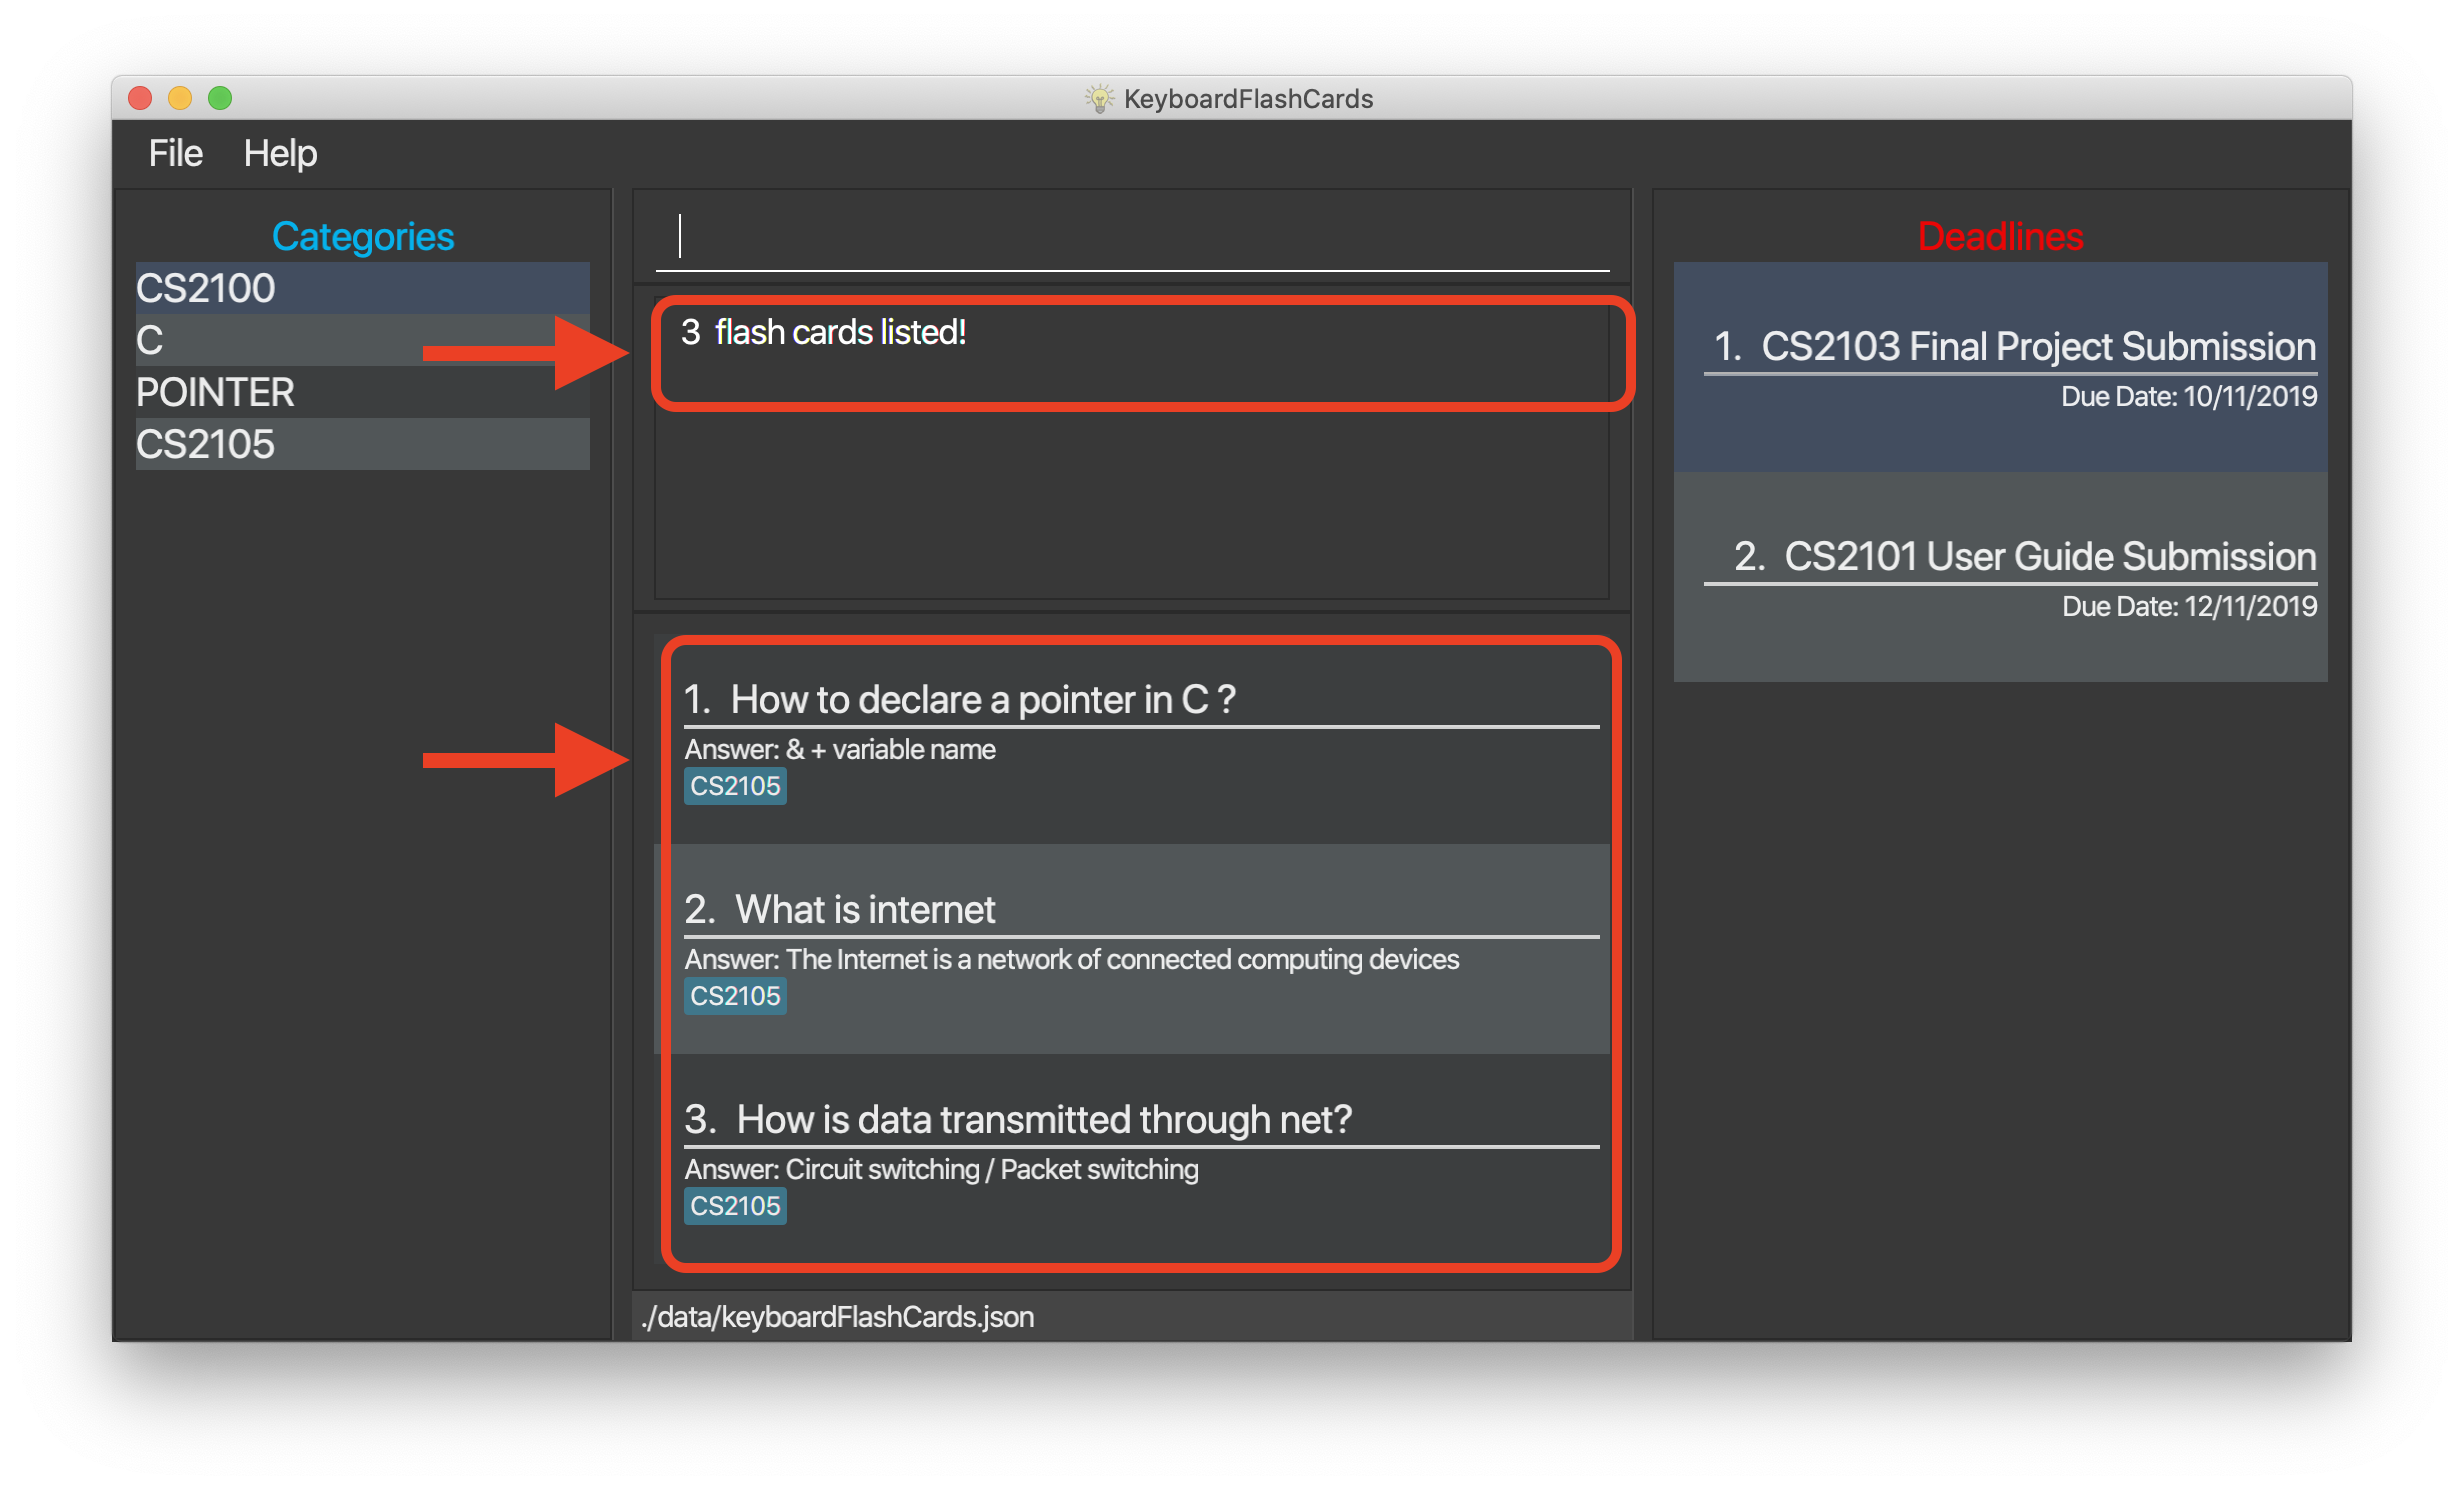 KeyboardFlashCards
File Help
Categories
CS2100
C
POINTER
CS2105
3 flash cards listed!
1. How to declare a pointer in C ?
Answer: & + variable name
CS2105
2. What is internet
Answer: The Internet is a network of connected computing devices
CS2105
3. How is data transmitted through net?
Answer: Circuit switching / Packet switching
CS2105
./data/keyboardFlashCards.json
Deadlines
1. CS2103 Final Project Submission
Due Date: 10/11/2019
2. CS2101 User Guide Submission
Due Date: 12/11/2019